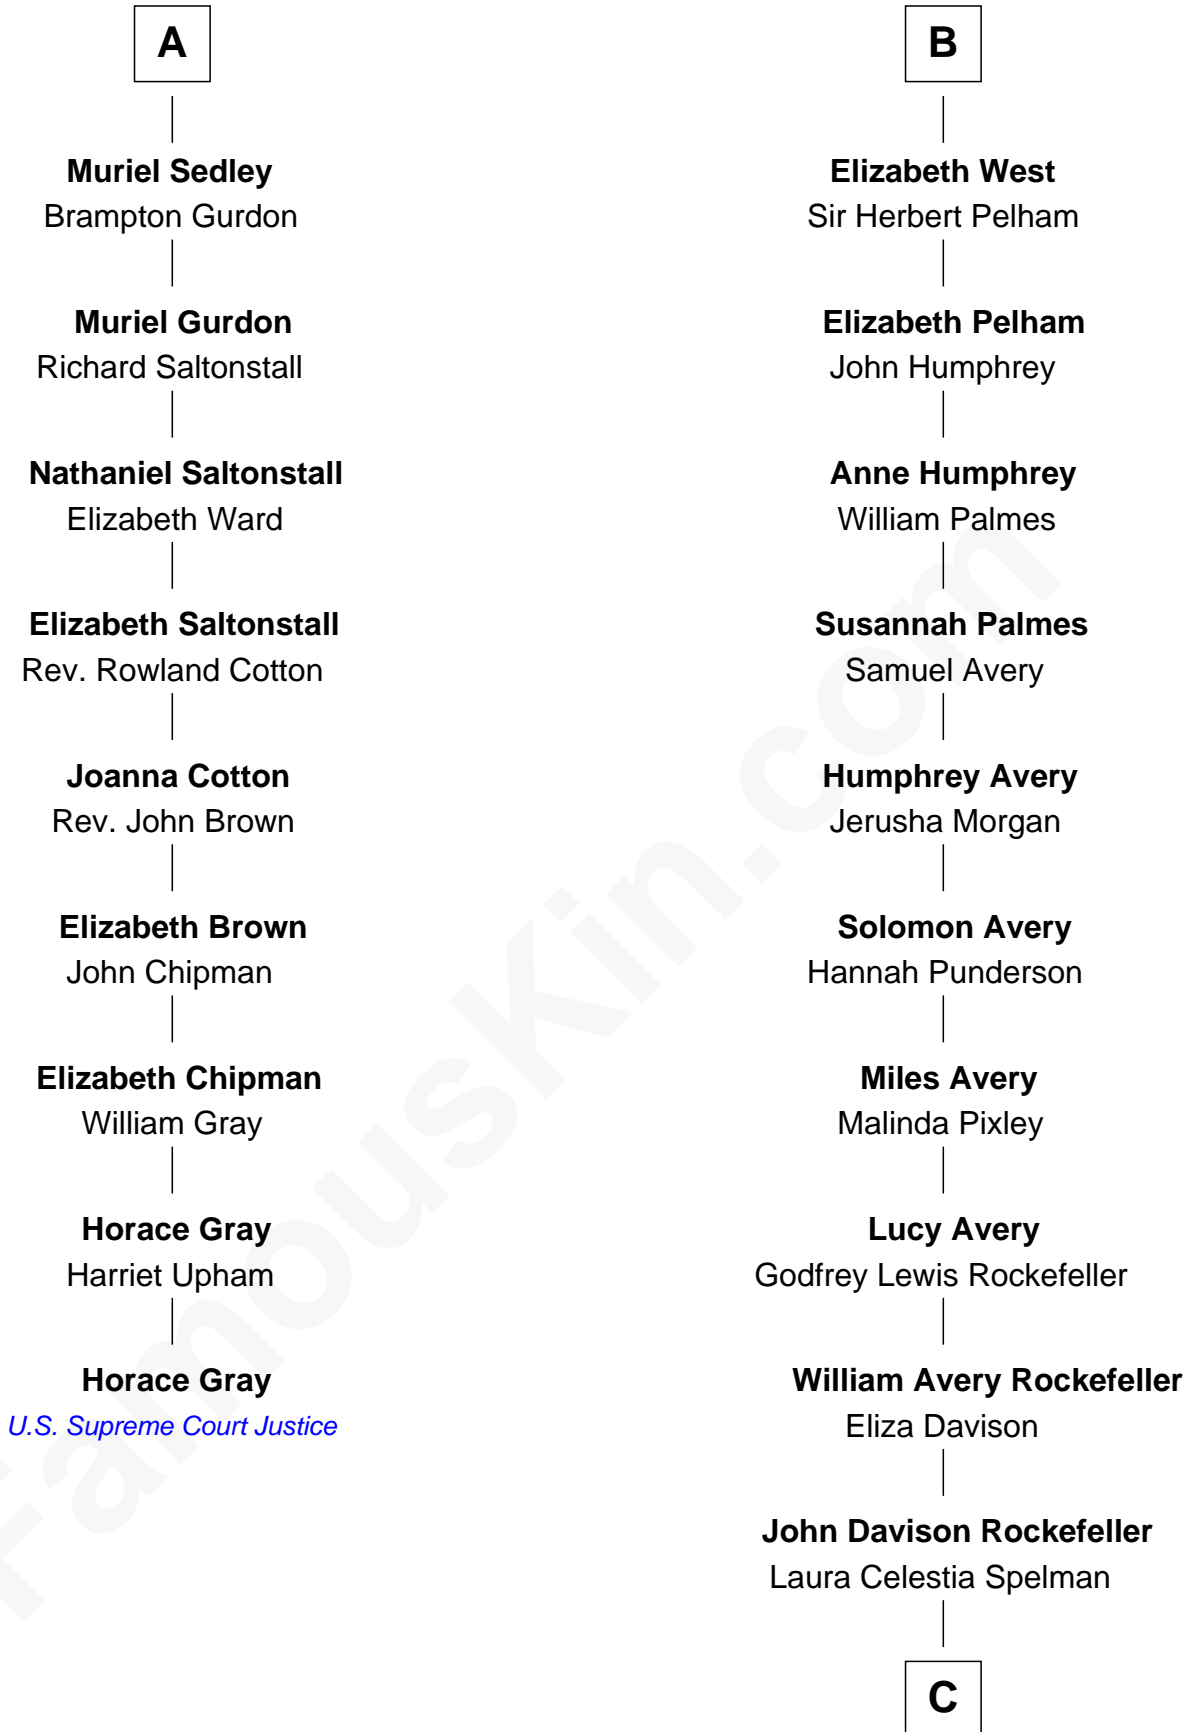 A
Muriel Sedley
Brampton Gurdon
Muriel Gurdon
Richard Saltonstall
Nathaniel Saltonstall
Elizabeth Ward
Elizabeth Saltonstall
Rev. Rowland Cotton
Joanna Cotton
Rev. John Brown
Elizabeth Brown
John Chipman
Elizabeth Chipman
William Gray
Horace Gray
Harriet Upham
Horace Gray
U.S. Supreme Court Justice
B
Elizabeth West
Sir Herbert Pelham
Elizabeth Pelham
John Humphrey
Anne Humphrey
William Palmes
Susannah Palmes
Samuel Avery
Humphrey Avery
Jerusha Morgan
Solomon Avery
Hannah Punderson
Miles Avery
Malinda Pixley
Lucy Avery
Godfrey Lewis Rockefeller
William Avery Rockefeller
Eliza Davison
John Davison Rockefeller
Laura Celestia Spelman
C
FamousKin.com